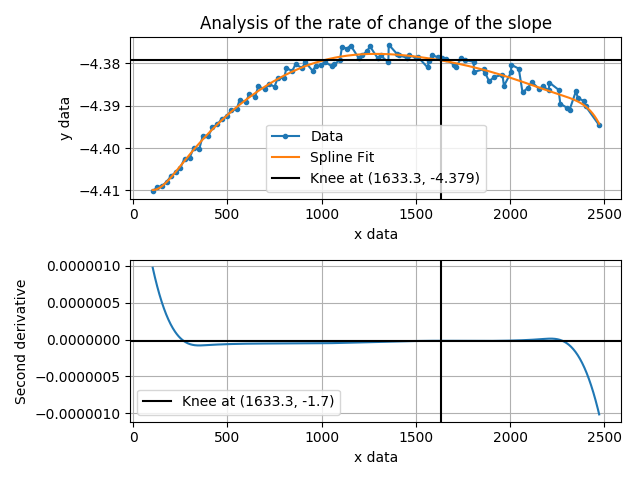 Analysis of the rate of change of the slope
y data
−4.38
−4.39
−4.40
−4.41
Data
Spline Fit
Knee at (1633.3, -4.379)
0 500 1000 1500 2000 2500
x data
Second derivative
0.0000010
0.0000005
0.0000000
−0.0000005
−0.0000010
Knee at (1633.3, -1.7)
0 500 1000 1500 2000 2500
x data